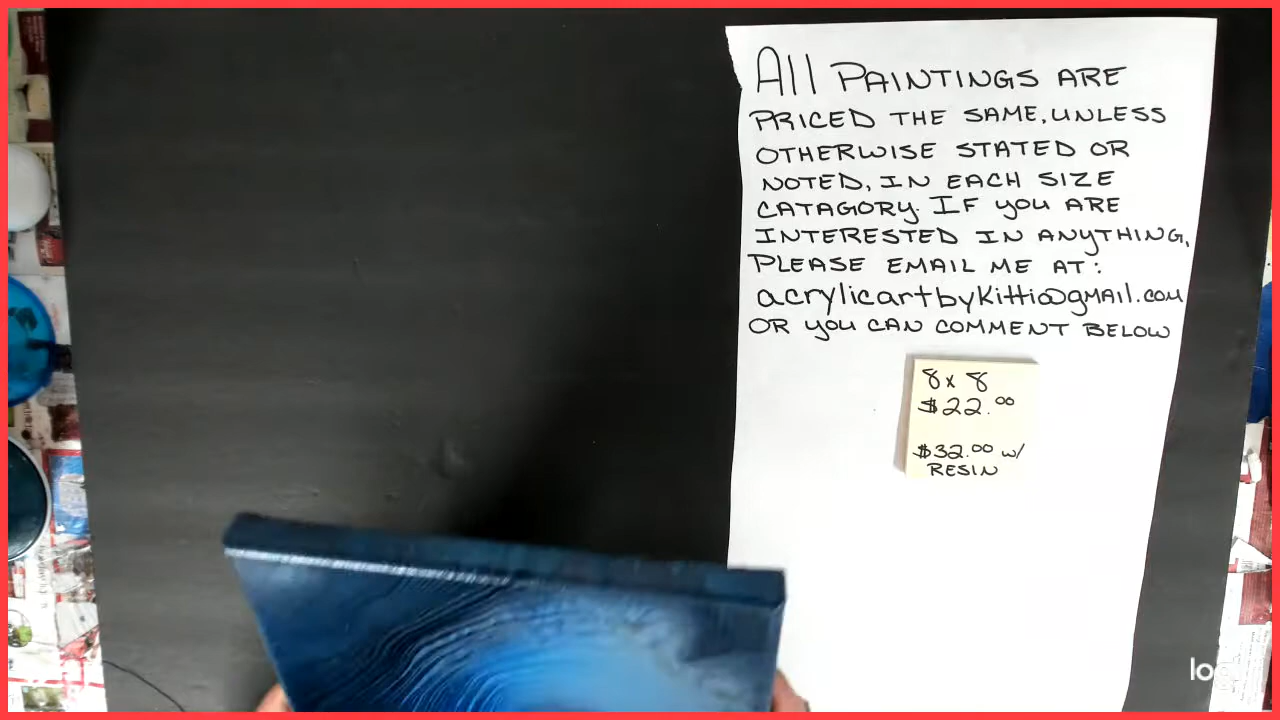 All PAINTINGS ARE
PRICED THE SAME, UNLESS
OTHERWISE STATED OR
NOTED, IN EACH SIZE
CATAGORY. IF YOU ARE
INTERESTED IN ANYTHING,
PLEASE EMAIL ME AT:
acrylicartbykitti@gmail.com
OR YOU CAN COMMENT BELOW
8 x 8
$22.00
$32.00 w/
RESIN